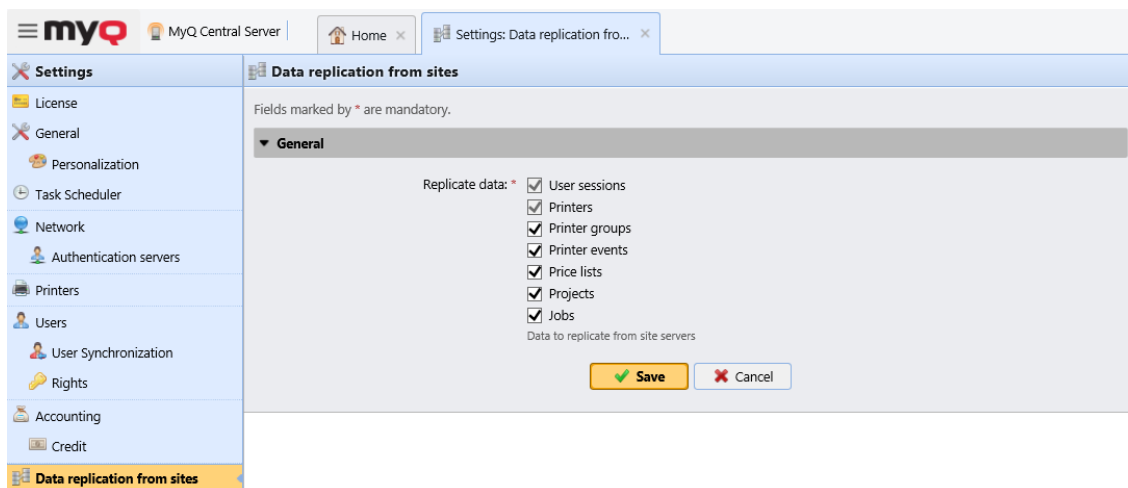 myQ
MyQ Central Server
Home
Settings: Data replication fro...
Settings
Data replication from sites
License
General
Personalization
Task Scheduler
Network
Authentication servers
Printers
Users
User Synchronization
Rights
Accounting
Credit
Data replication from sites
Fields marked by * are mandatory.
General
Replicate data: *
User sessions
Printers
Printer groups
Printer events
Price lists
Projects
Jobs
Data to replicate from site servers
Save
Cancel